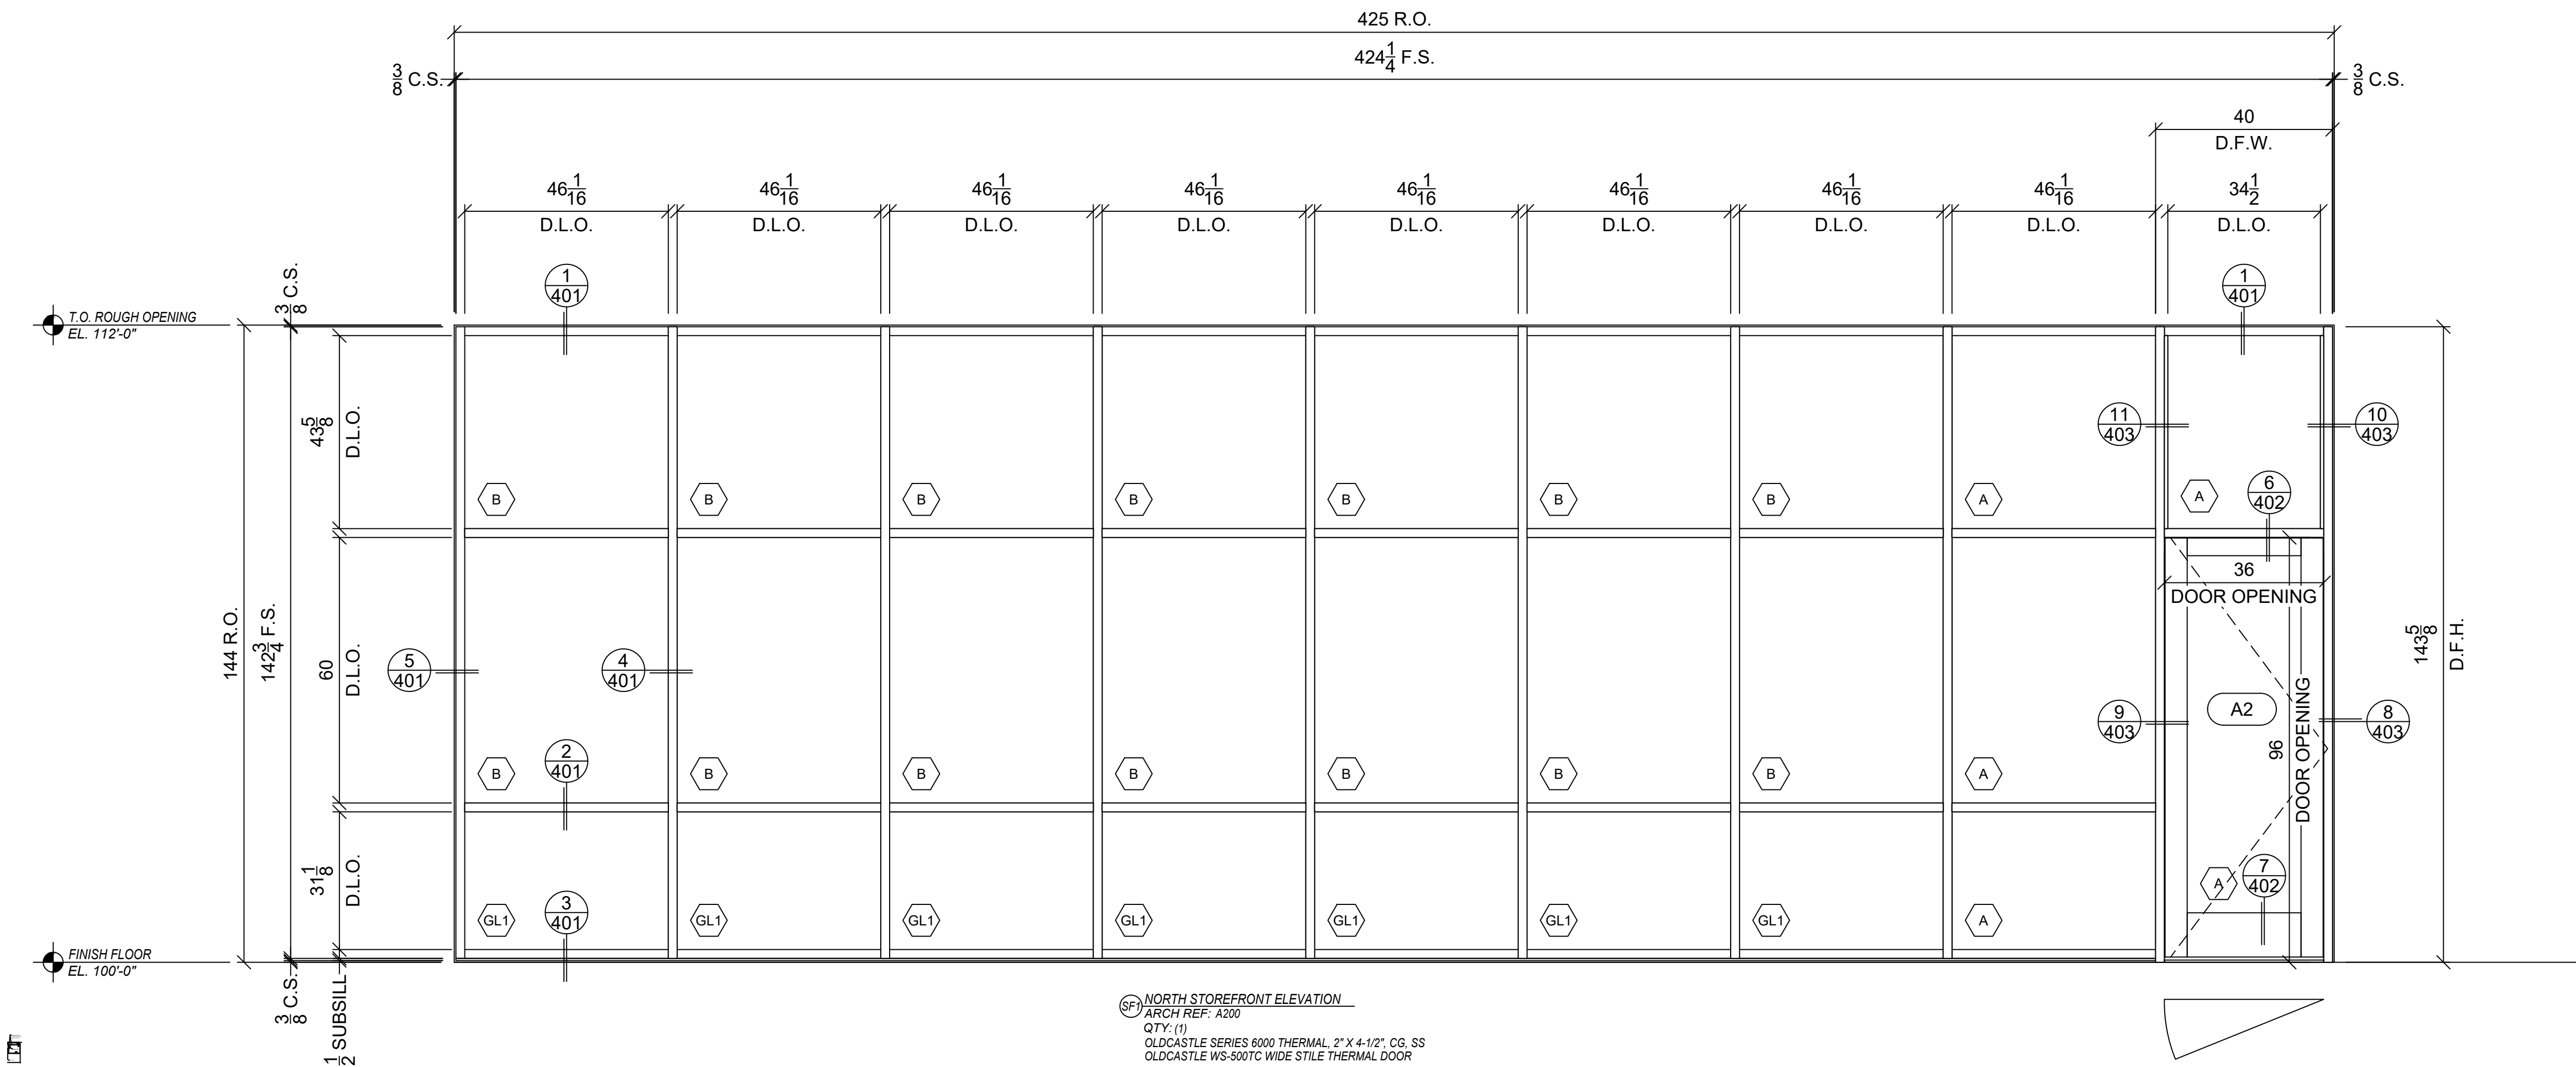 425 R.O.
424 1/4 F.S.
3/8 C.S.
3/8 C.S.
40
D.F.W.
46 1/16 46 1/16 46 1/16 46 1/16 46 1/16 46 1/16 46 1/16 46 1/16 34 1/2
D.L.O. D.L.O. D.L.O. D.L.O. D.L.O. D.L.O. D.L.O. D.L.O. D.L.O.
1
401
1
401
3/8 C.S.
T.O. ROUGH OPENING
EL. 112'-0"
43 5/8
D.L.O.
11
403
10
403
B B B B B B B A A
6
402
36
DOOR OPENING
144 R.O.
142 3/4 F.S.
60
D.L.O.
5
401
4
401
143 5/8
D.F.H.
A2
96
DOOR OPENING
9
403
8
403
B B B B B B B A
2
401
31 1/8
D.L.O.
A
7
402
GL1 GL1 GL1 GL1 GL1 GL1 GL1 A
3
401
FINISH FLOOR
EL. 100'-0"
3/8 C.S.
1/2 SUBSILL
SF1 NORTH STOREFRONT ELEVATION
ARCH REF: A200
QTY: (1)
OLDCASTLE SERIES 6000 THERMAL, 2" X 4-1/2", CG, SS
OLDCASTLE WS-500TC WIDE STILE THERMAL DOOR